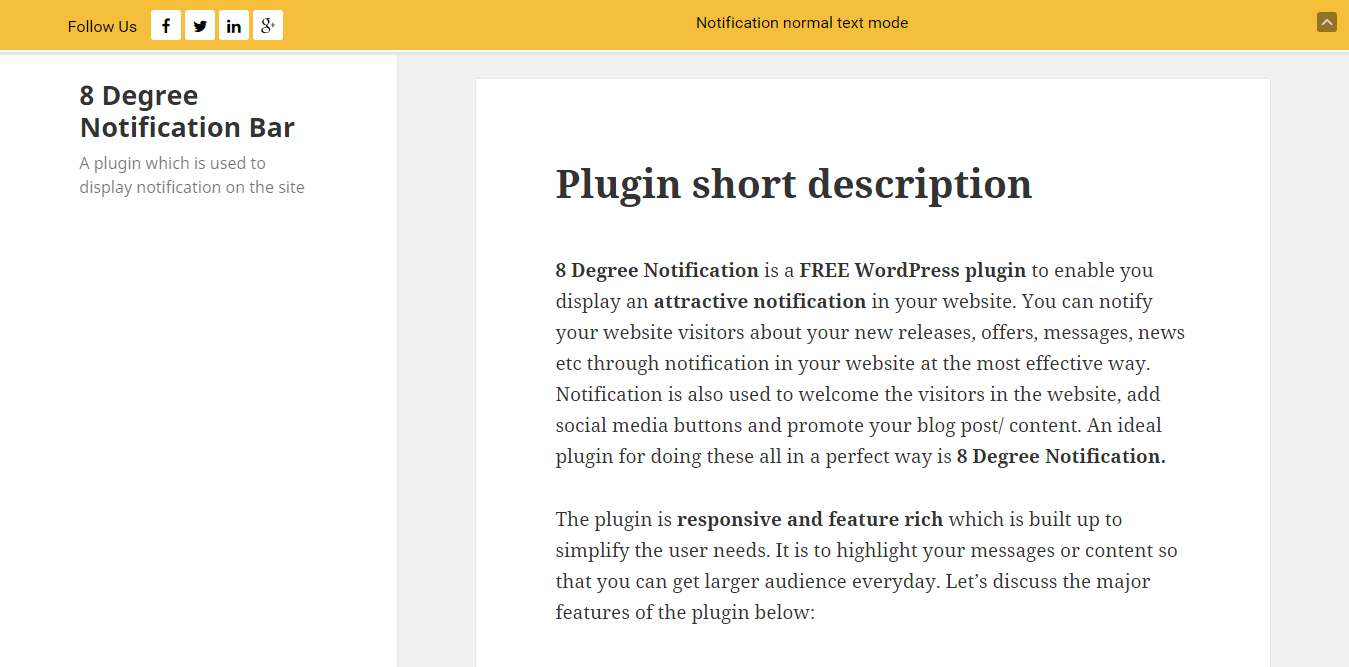 Follow Us
Notification normal text mode
8 Degree
Notification Bar
A plugin which is used to
display notification on the site
Plugin short description
8 Degree Notification is a FREE WordPress plugin to enable you
display an attractive notification in your website. You can notify
your website visitors about your new releases, offers, messages, news
etc through notification in your website at the most effective way.
Notification is also used to welcome the visitors in the website, add
social media buttons and promote your blog post/ content. An ideal
plugin for doing these all in a perfect way is 8 Degree Notification.
The plugin is responsive and feature rich which is built up to
simplify the user needs. It is to highlight your messages or content so
that you can get larger audience everyday. Let’s discuss the major
features of the plugin below: